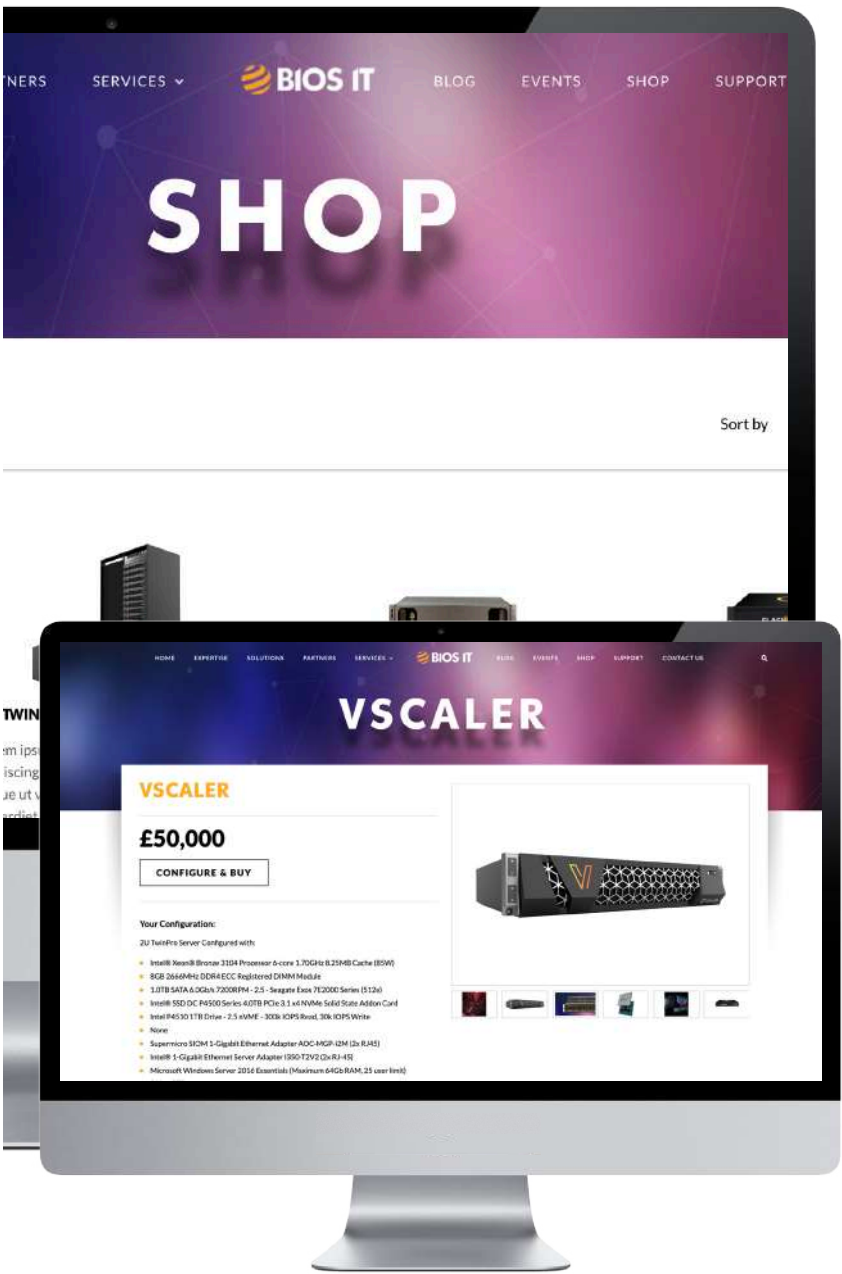 NERS
SERVICES
BIOS IT
BLOG
EVENTS
SHOP
SUPPORT
SHOP
Sort by
TWIN
em ips
iscing
ue ut v
erdiet
HOME
EXPERTISE
SOLUTIONS
PARTNERS
SERVICES
BIOS IT
BLOG
EVENTS
SHOP
SUPPORT
CONTACT US
VSCALER
VSCALER
£50,000
CONFIGURE & BUY
Your Configuration:
2U TwinPro Server Configured with:
Intel® Xeon® Bronze 3104 Processor 6-core 1.70GHz 8.25MB Cache (85W)
8GB 2666MHz DDR4 ECC Registered DIMM Module
1.0TB SATA 6.0Gb/s 7200RPM - 2.5 - Seagate Exos 7E2000 Series (512e)
Intel® SSD DC P4500 Series 4.0TB PCIe 3.1 x4 NVMe Solid State Addon Card
Intel P4510 1TB Drive - 2.5 nVME - 300k IOPS Read, 30k IOPS Write
None
Supermicro SIOM 1-Gigabit Ethernet Adapter AOC-MGP-i2M (2x RJ45)
Intel® 1-Gigabit Ethernet Server Adapter I350-T2V2 (2x RJ-45)
Microsoft Windows Server 2016 Essentials (Maximum 64Gb RAM, 25 user limit)